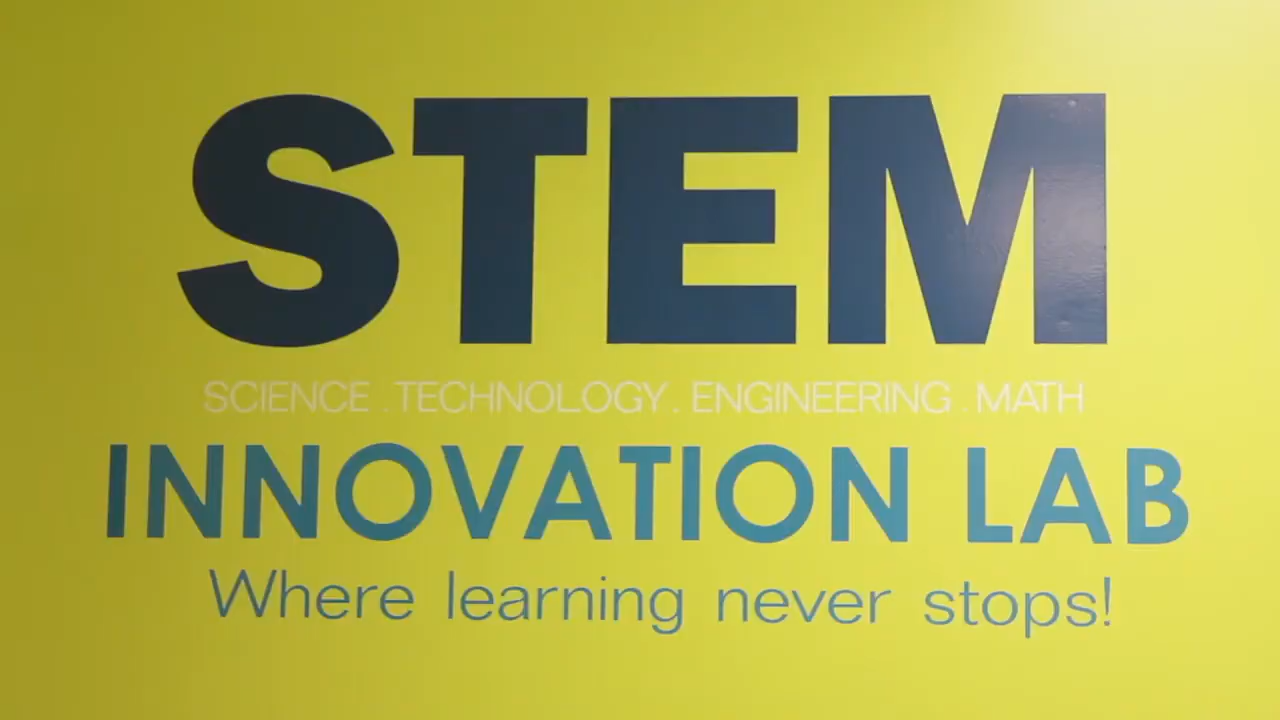 STEM
SCIENCE . TECHNOLOGY . ENGINEERING . MATH
INNOVATION LAB
Where learning never stops!